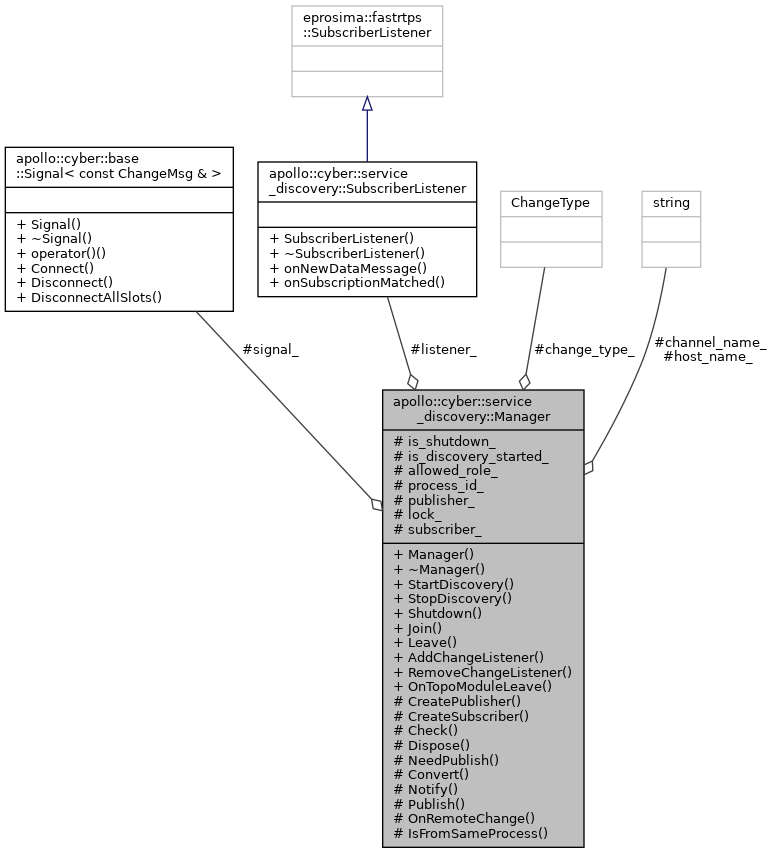 eprosima::fastrtps
::SubscriberListener
apollo::cyber::base
::Signal< const ChangeMsg & >
+ Signal()
+ ~Signal()
+ operator()()
+ Connect()
+ Disconnect()
+ DisconnectAllSlots()
apollo::cyber::service
_discovery::SubscriberListener
+ SubscriberListener()
+ ~SubscriberListener()
+ onNewDataMessage()
+ onSubscriptionMatched()
ChangeType
string
#signal_
#listener_
#change_type_
#channel_name_
#host_name_
apollo::cyber::service
_discovery::Manager
# is_shutdown_
# is_discovery_started_
# allowed_role_
# process_id_
# publisher_
# lock_
# subscriber_
+ Manager()
+ ~Manager()
+ StartDiscovery()
+ StopDiscovery()
+ Shutdown()
+ Join()
+ Leave()
+ AddChangeListener()
+ RemoveChangeListener()
+ OnTopoModuleLeave()
# CreatePublisher()
# CreateSubscriber()
# Check()
# Dispose()
# NeedPublish()
# Convert()
# Notify()
# Publish()
# OnRemoteChange()
# IsFromSameProcess()